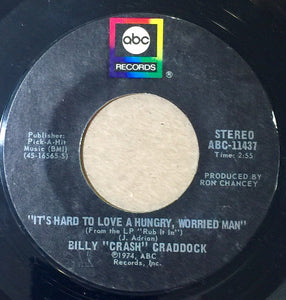 abc
RECORDS
®
Publisher:
Pick-A-Hit
Music (BMI)
(45-16565-S)
STEREO
ABC-11437
Time: 2:55
PRODUCED BY
RON CHANCEY
"IT'S HARD TO LOVE A HUNGRY, WORRIED MAN"
(From the LP "Rub It In")
(J. Adrian)
BILLY "CRASH" CRADDOCK
℗1974, ABC
Records, Inc.